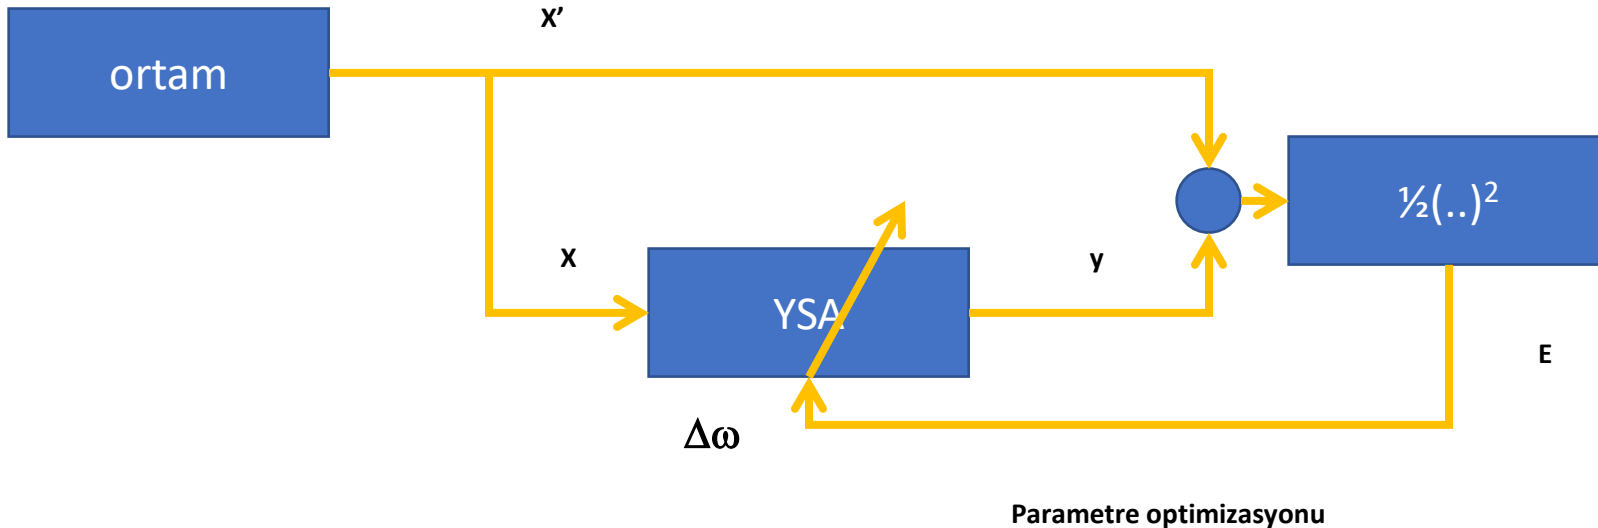 X’
ortam
½(..)²
X
y
YSA
E
Δω
Parametre optimizasyonu